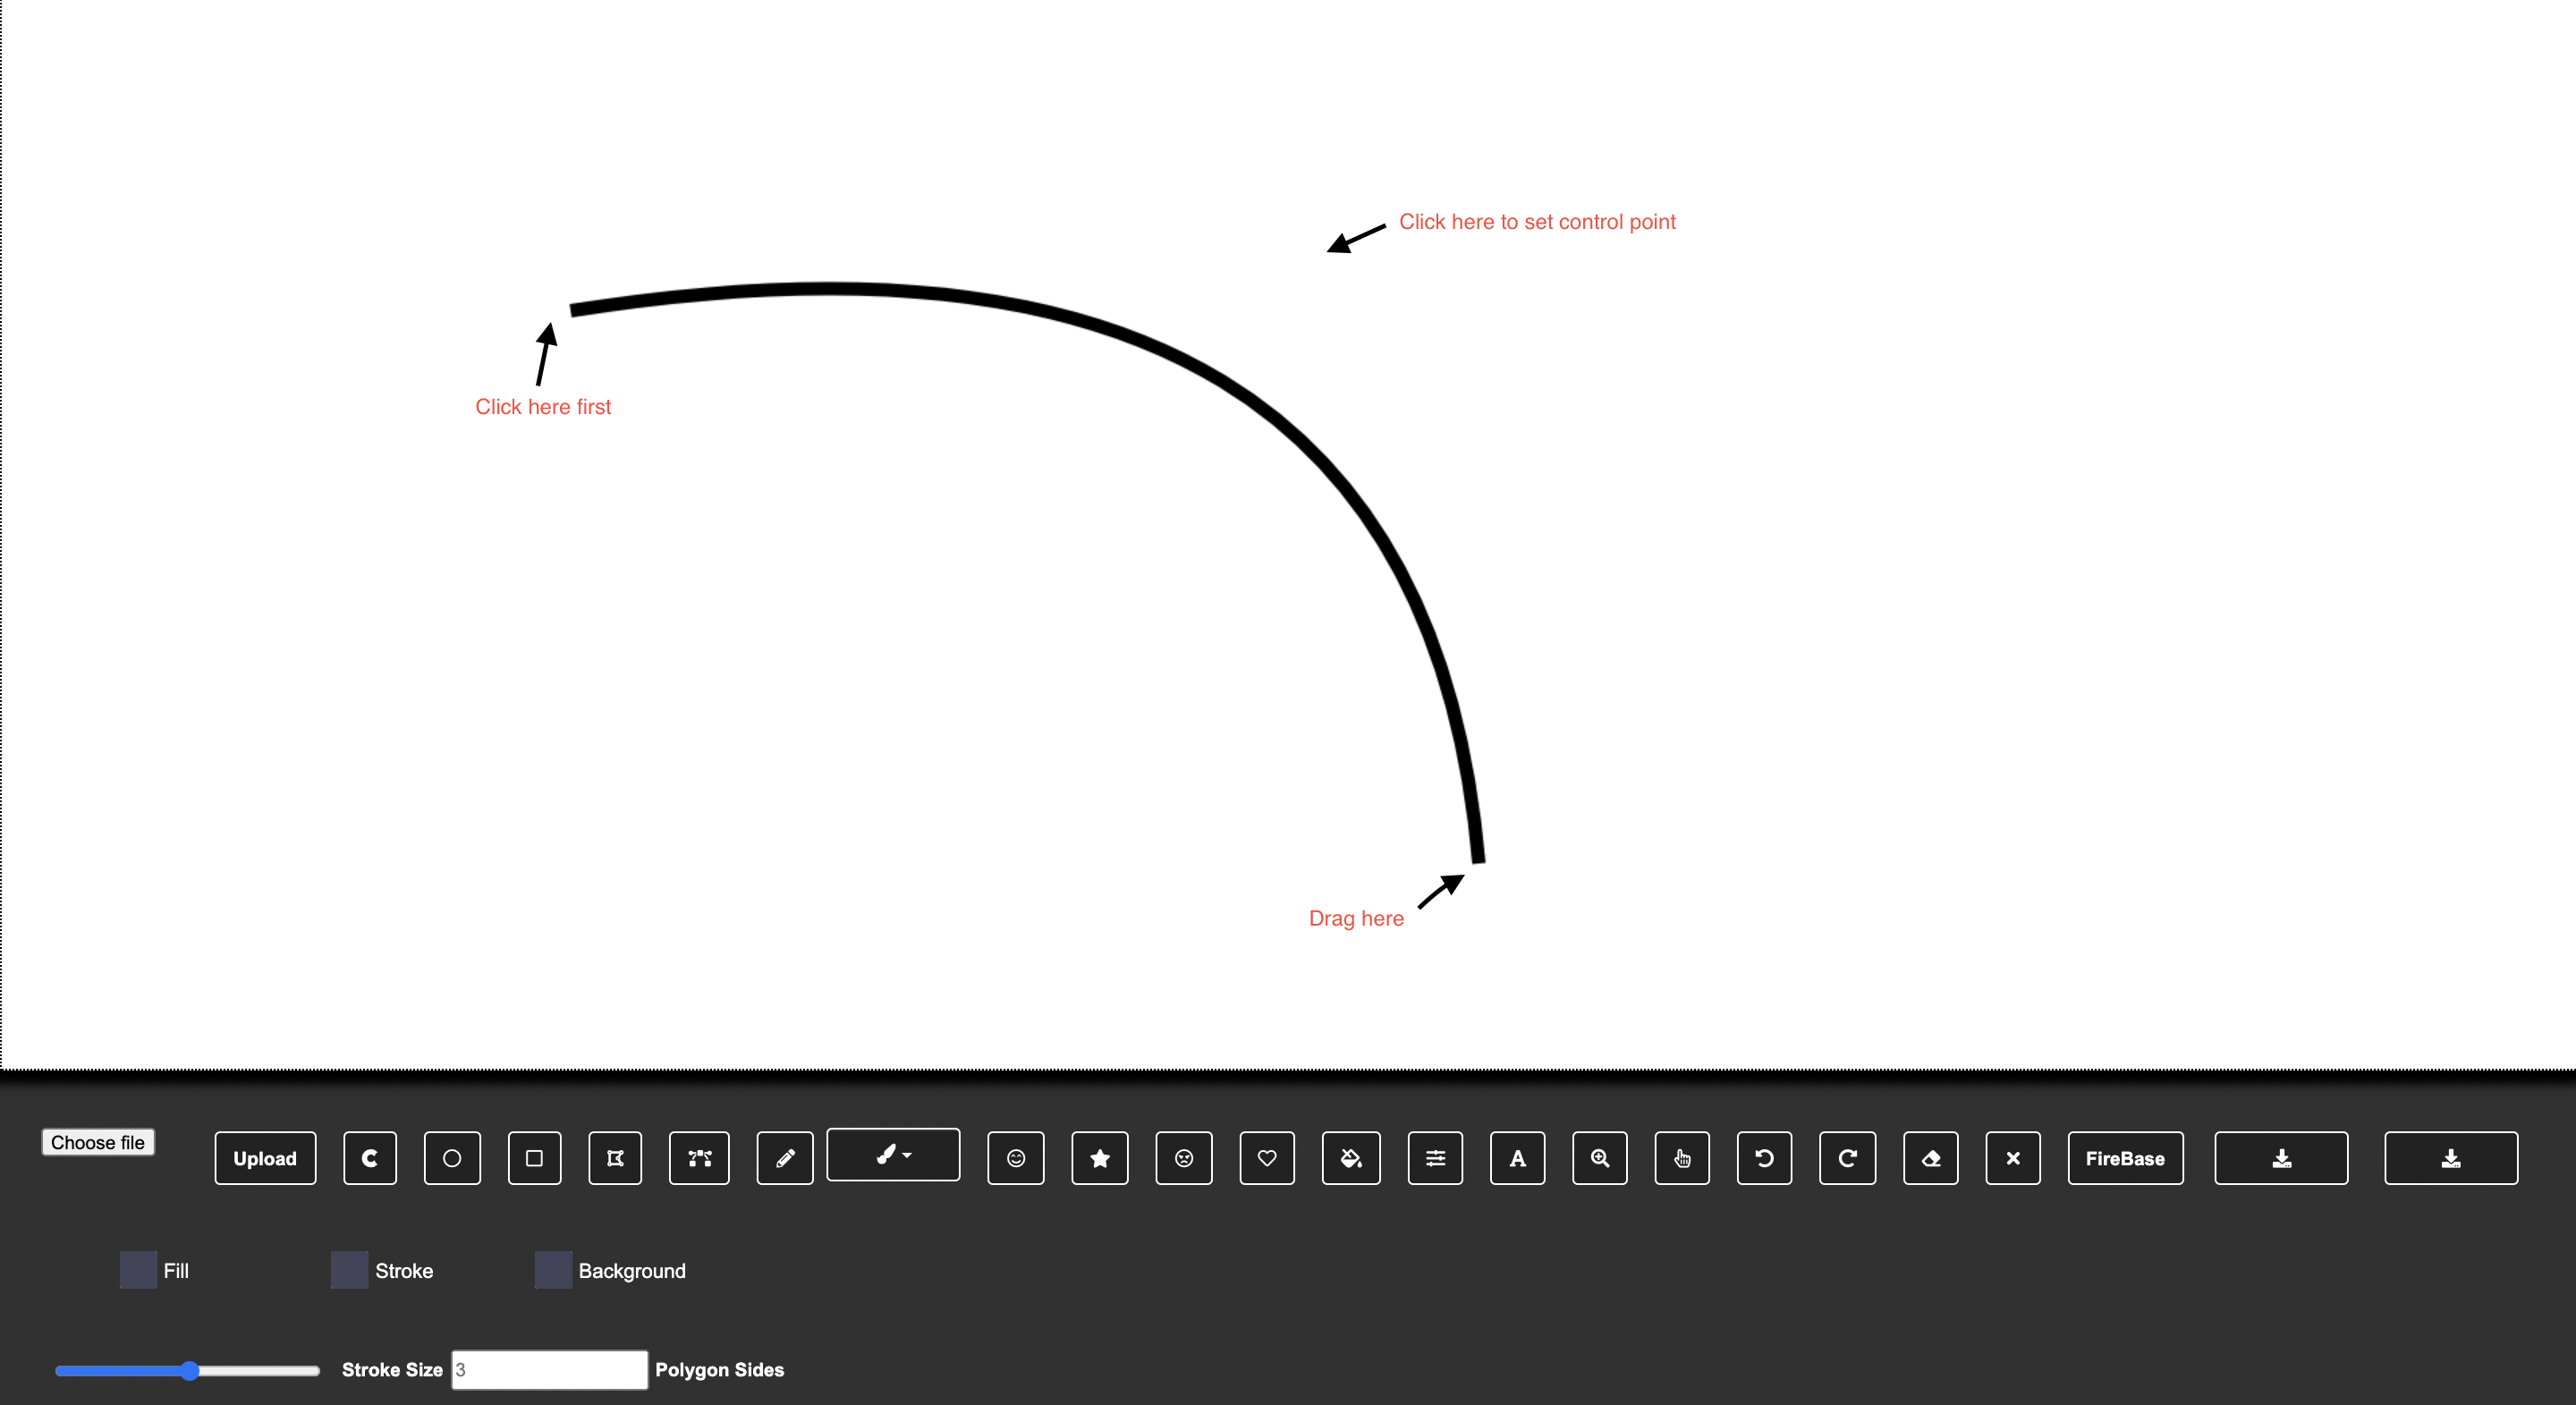 Click here to set control point
Click here first
Drag here
Choose file
Upload
A
FireBase
Fill
Stroke
Background
Stroke Size
3
Polygon Sides